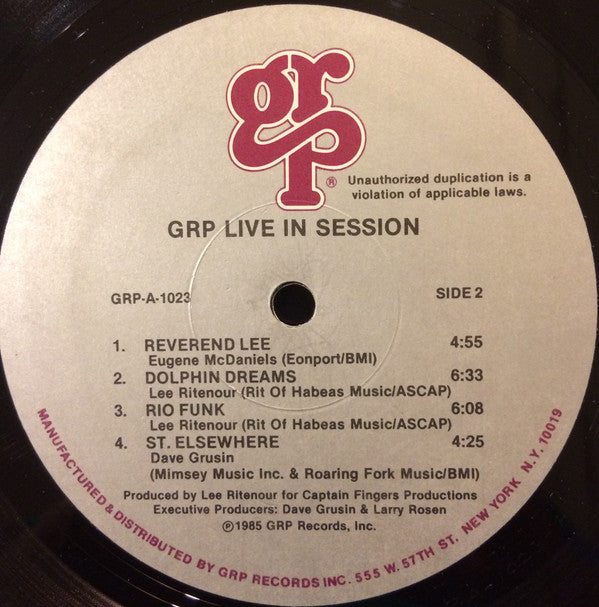 grp
®
Unauthorized duplication is a
violation of applicable laws.
GRP LIVE IN SESSION
GRP-A-1023
SIDE 2
1. REVEREND LEE 4:55
Eugene McDaniels (Eonport/BMI)
2. DOLPHIN DREAMS 6:33
Lee Ritenour (Rit Of Habeas Music/ASCAP)
3. RIO FUNK 6:08
Lee Ritenour (Rit Of Habeas Music/ASCAP)
4. ST. ELSEWHERE 4:25
Dave Grusin
(Mimsey Music Inc. & Roaring Fork Music/BMI)
Produced by Lee Ritenour for Captain Fingers Productions
Executive Producers: Dave Grusin & Larry Rosen
℗1985 GRP Records, Inc.
MANUFACTURED & DISTRIBUTED BY GRP RECORDS INC. 555 W. 57TH ST. NEW YORK N.Y. 10019